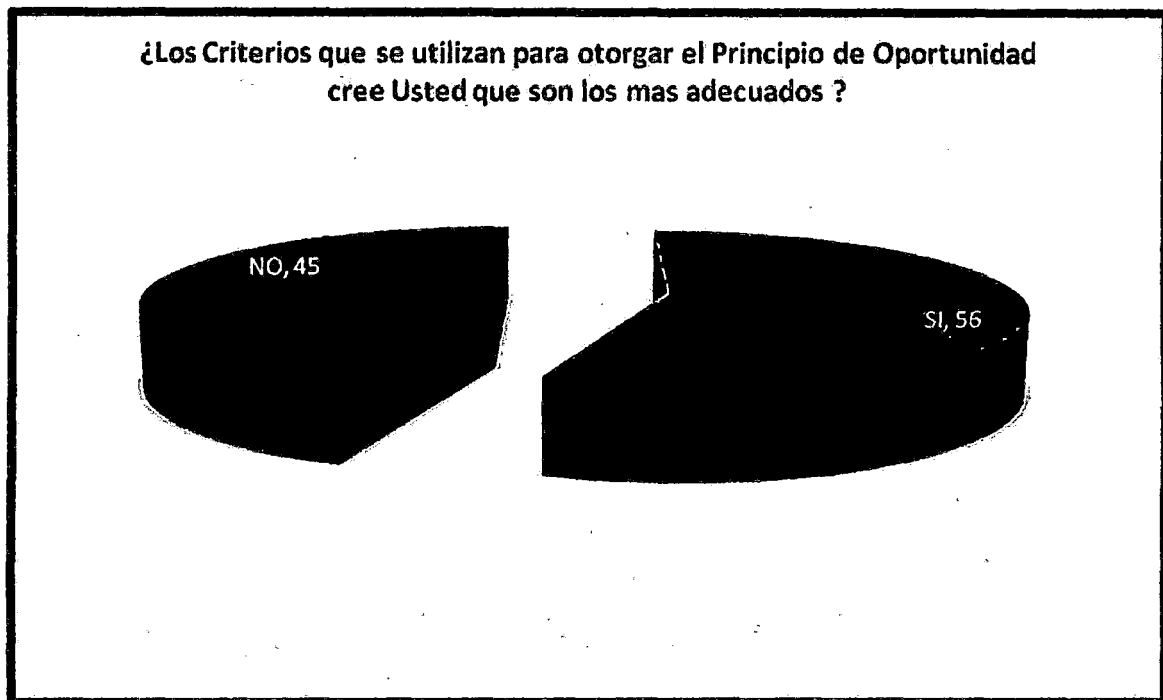 ¿Los Criterios que se utilizan para otorgar el Principio de Oportunidad
cree Usted que son los mas adecuados ?
NO, 45
SI, 56